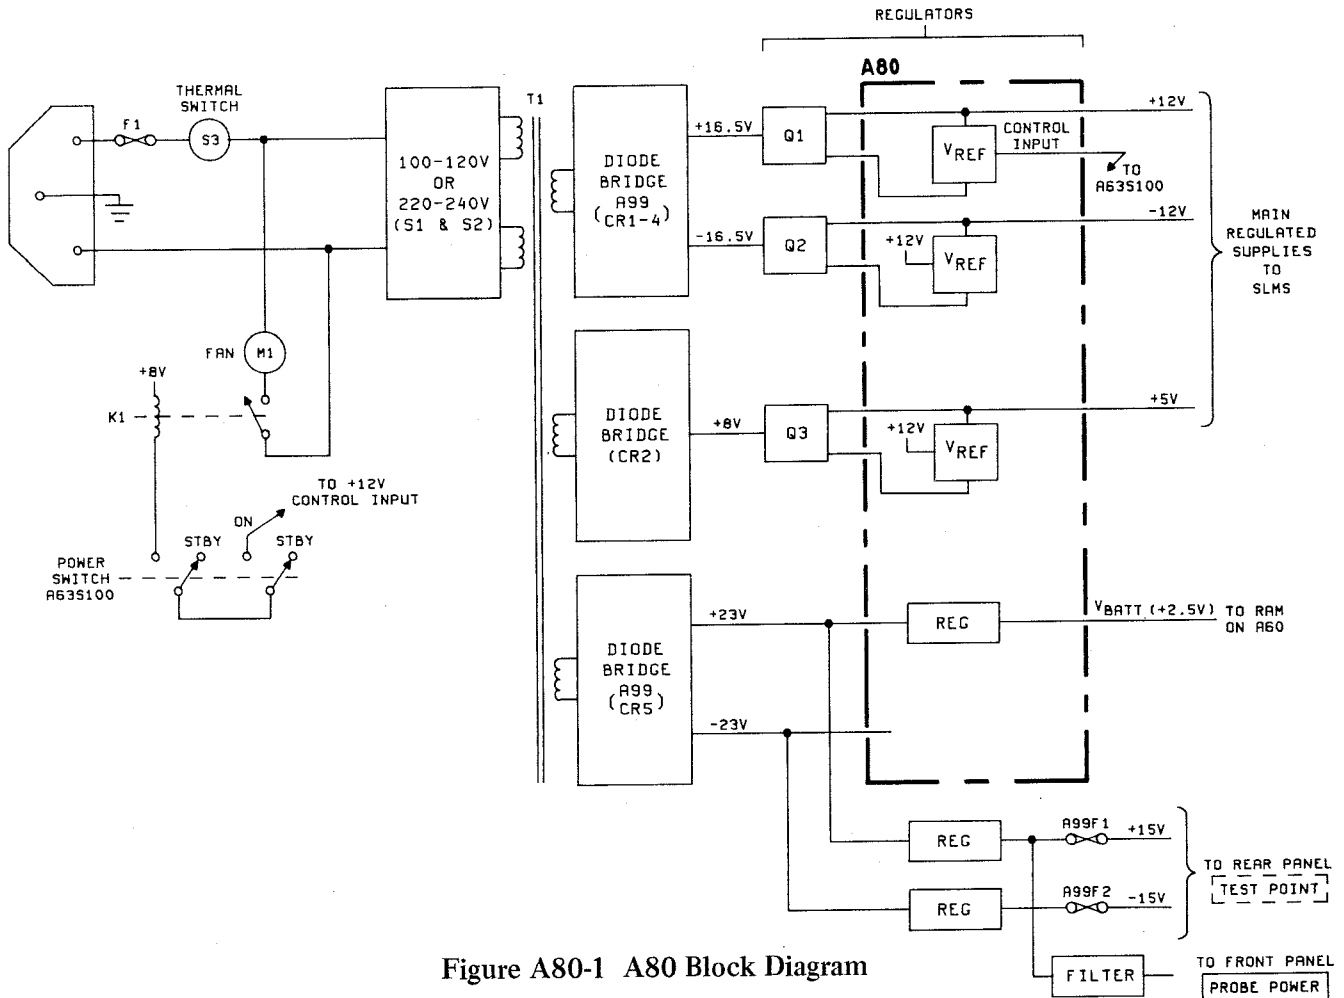 REGULATORS
A80
THERMAL
SWITCH
F1
S3
100-120V
OR
220-240V
(S1 & S2)
T1
DIODE
BRIDGE
A99
(CR1-4)
+16.5V
-16.5V
Q1
Q2
VREF
CONTROL
INPUT
TO
A63S100
+12V
+12V
VREF
-12V
MAIN
REGULATED
SUPPLIES
TO
SLMS
FAN
M1
+8V
K1
DIODE
BRIDGE
(CR2)
+8V
Q3
+12V
VREF
+5V
TO +12V
CONTROL INPUT
ON
STBY
STBY
POWER
SWITCH
A63S100
DIODE
BRIDGE
(A99
CR5)
+23V
-23V
REG
VBATT (+2.5V)
TO RAM
ON A60
REG
A99F1
+15V
REG
A99F2
-15V
TO REAR PANEL
TEST POINT
FILTER
TO FRONT PANEL
PROBE POWER
Figure A80-1 A80 Block Diagram